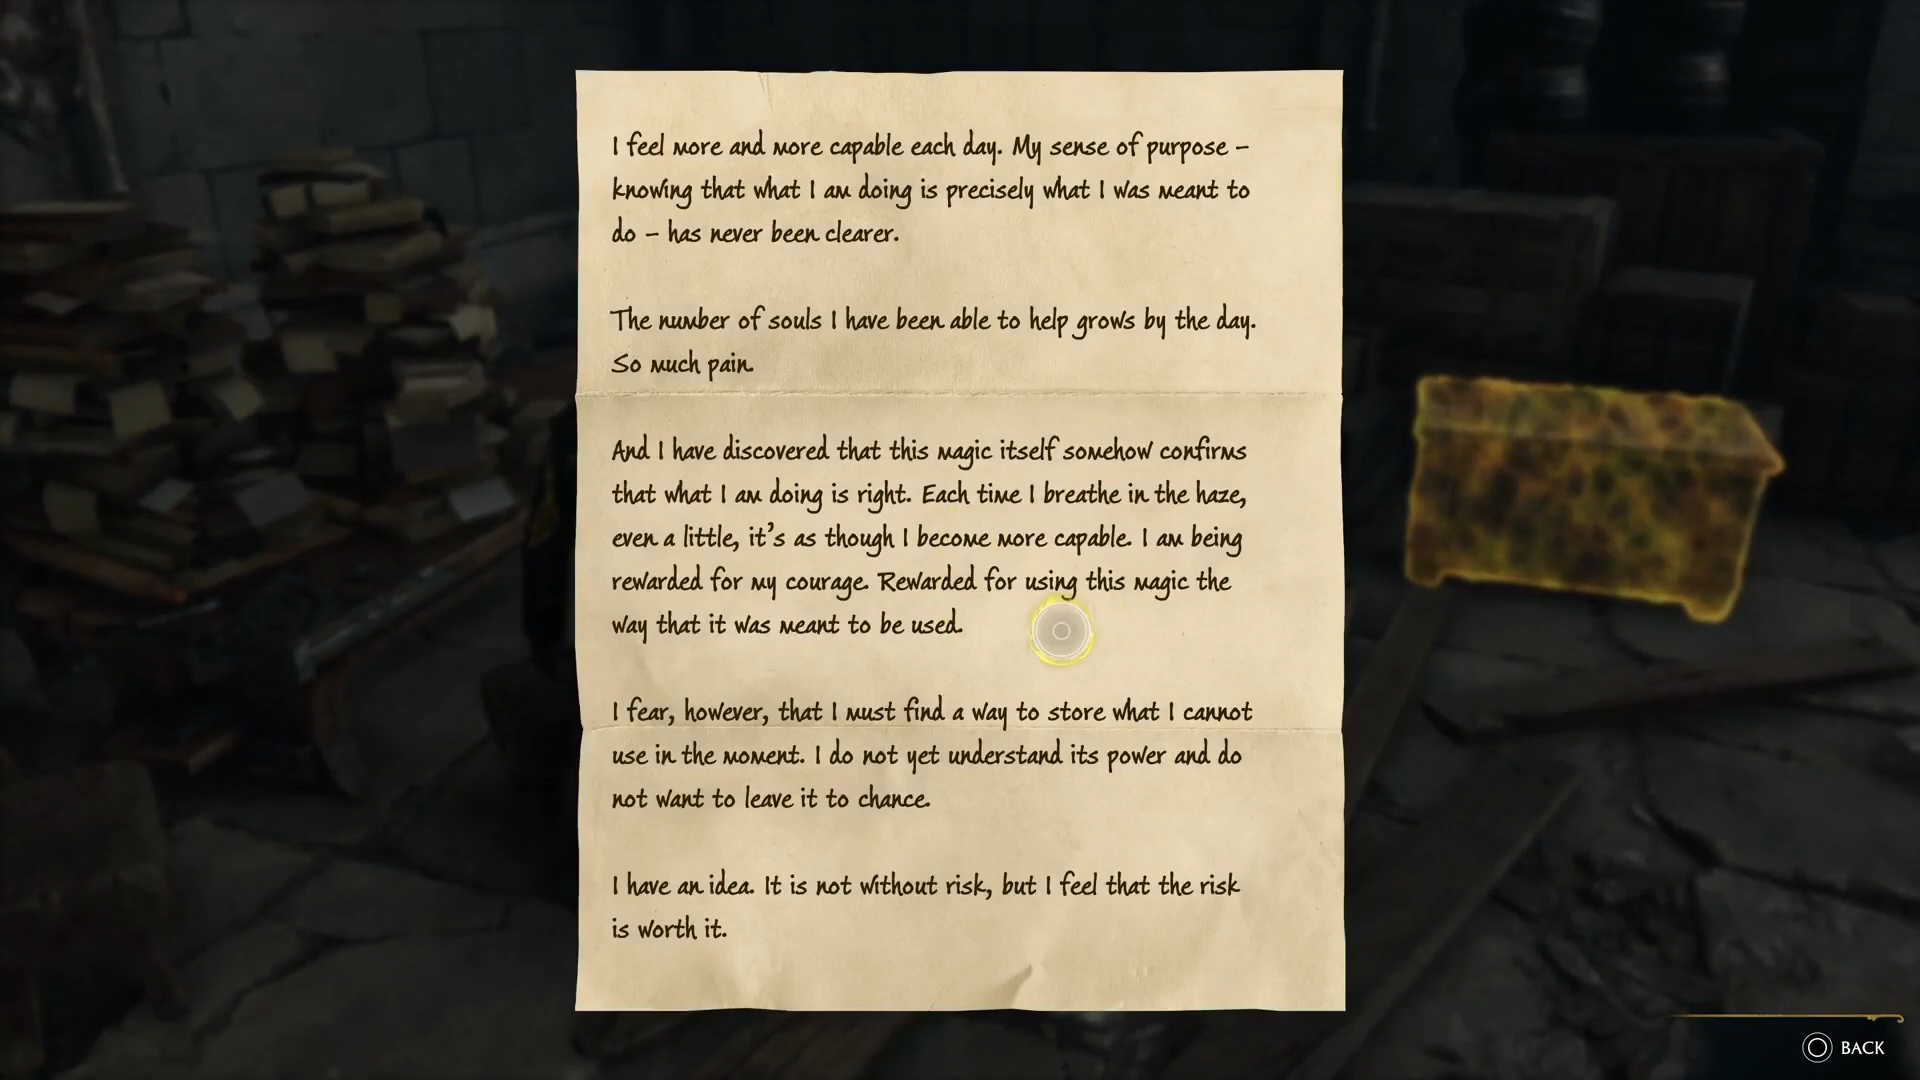 I feel more and more capable each day. My sense of purpose –
knowing that what I am doing is precisely what I was meant to
do – has never been clearer.
The number of souls I have been able to help grows by the day.
So much pain.
And I have discovered that this magic itself somehow confirms
that what I am doing is right. Each time I breathe in the haze,
even a little, it's as though I become more capable. I am being
rewarded for my courage. Rewarded for using this magic the
way that it was meant to be used.
I fear, however, that I must find a way to store what I cannot
use in the moment. I do not yet understand its power and do
not want to leave it to chance.
I have an idea. It is not without risk, but I feel that the risk
is worth it.
BACK